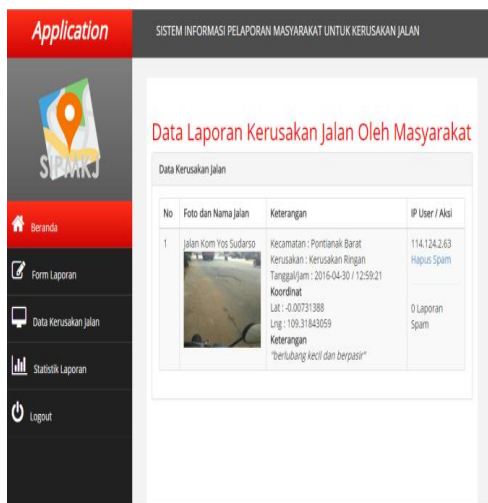 Application
SISTEM INFORMASI PELAPORAN MASYARAKAT UNTUK KERUSAKAN JALAN
SIPMKJ
Beranda
Form Laporan
Data Kerusakan Jalan
Statistik Laporan
Logout
Data Laporan Kerusakan Jalan Oleh Masyarakat
Data Kerusakan Jalan
No Foto dan Nama Jalan Keterangan IP User / Aksi
1 Jalan Kom Yos Sudarso
Kecamatan : Pontianak Barat
Kerusakan : Kerusakan Ringan
Tanggal/jam : 2016-04-30 / 12:59:21
Koordinat
Lat : -0.00731388
Lng : 109.31843059
Keterangan
"berlubang kecil dan berpasir"
114.124.2.63
Hapus Spam
0 Laporan
Spam